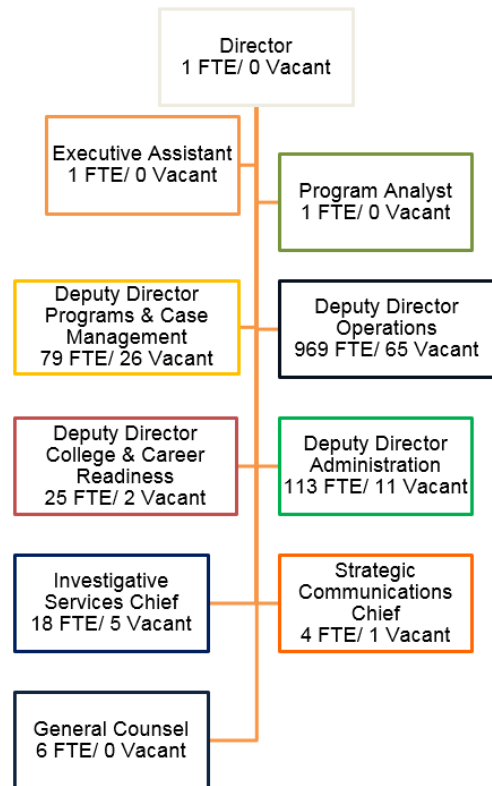 Director
1 FTE/ 0 Vacant
Executive Assistant
1 FTE/ 0 Vacant
Program Analyst
1 FTE/ 0 Vacant
Deputy Director
Programs & Case
Management
79 FTE/ 26 Vacant
Deputy Director
Operations
969 FTE/ 65 Vacant
Deputy Director
College & Career
Readiness
25 FTE/ 2 Vacant
Deputy Director
Administration
113 FTE/ 11 Vacant
Investigative
Services Chief
18 FTE/ 5 Vacant
Strategic
Communications
Chief
4 FTE/ 1 Vacant
General Counsel
6 FTE/ 0 Vacant